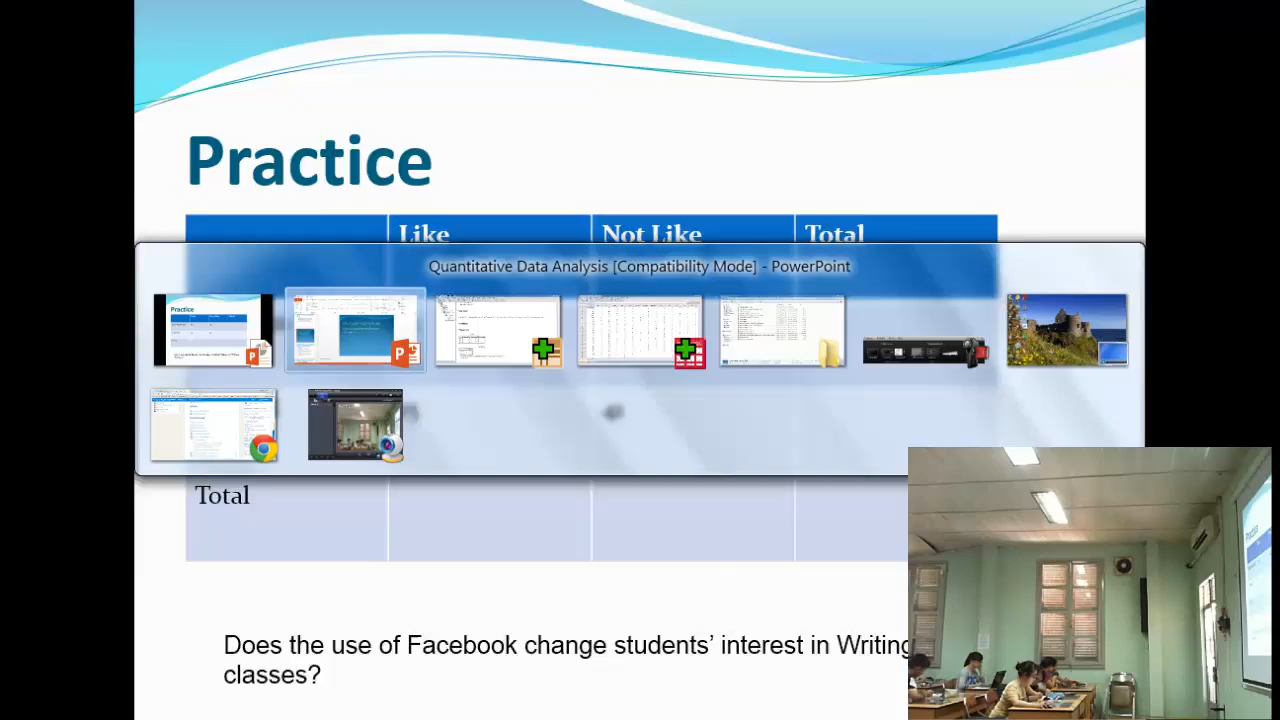 Practice
Like Not Like Total
Quantitative Data Analysis [Compatibility Mode] - PowerPoint
Practice
Total
Does the use of Facebook change students' interest in Writing
classes?